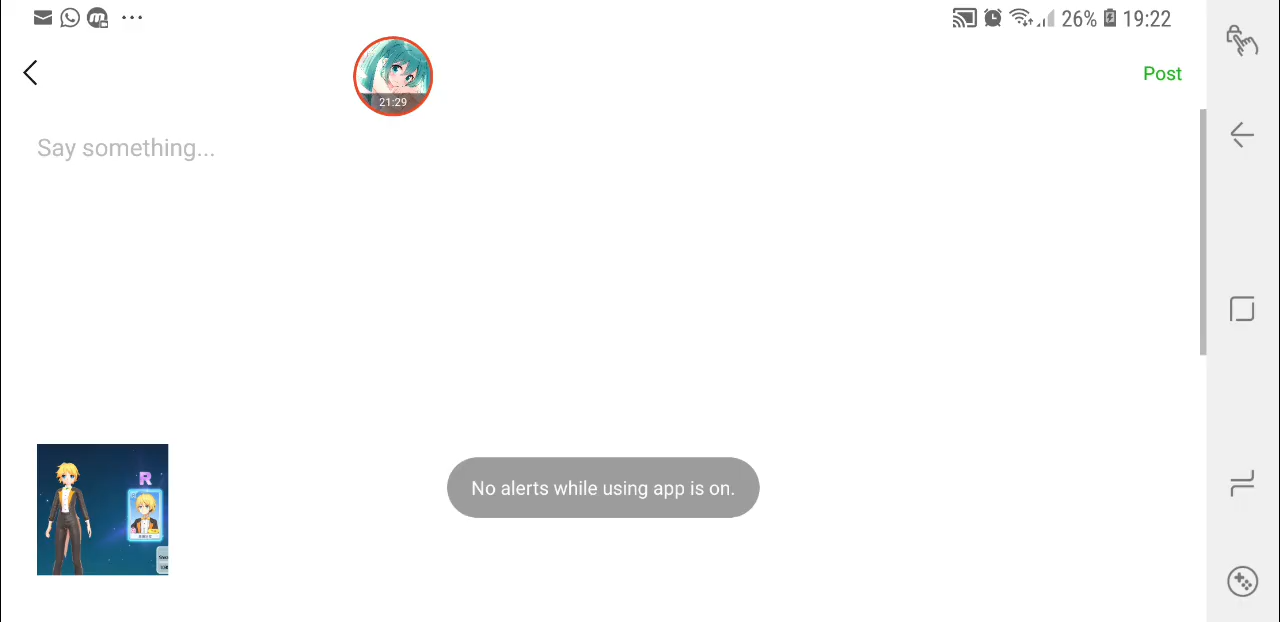 26% 19:22
21:29
Post
Say something...
R
No alerts while using app is on.